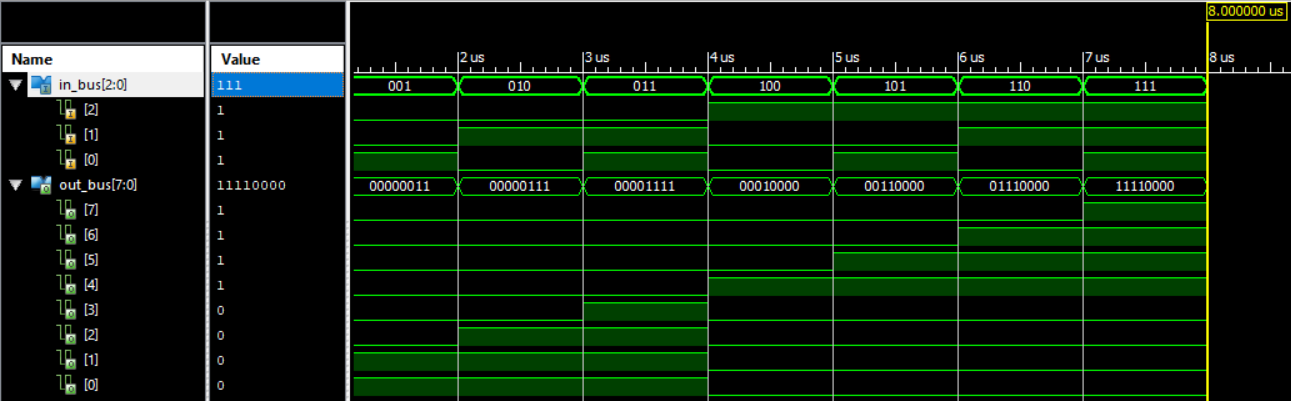 8.000000 us
Name Value 2 us 3 us 4 us 5 us 6 us 7 us 8 us
in_bus[2:0] 111 001 010 011 100 101 110 111
[2] 1
[1] 1
[0] 1
out_bus[7:0] 11110000 00000011 00000111 00001111 00010000 00110000 01110000 11110000
[7] 1
[6] 1
[5] 1
[4] 1
[3] 0
[2] 0
[1] 0
[0] 0